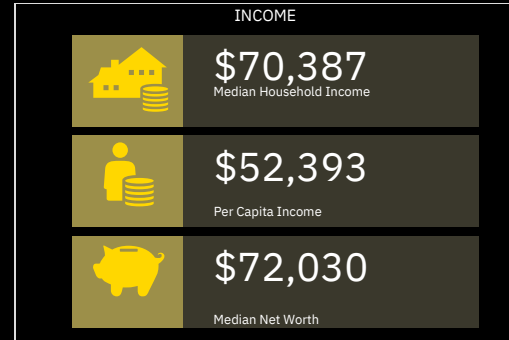 INCOME
$70,387
Median Household Income
$52,393
Per Capita Income
$72,030
Median Net Worth